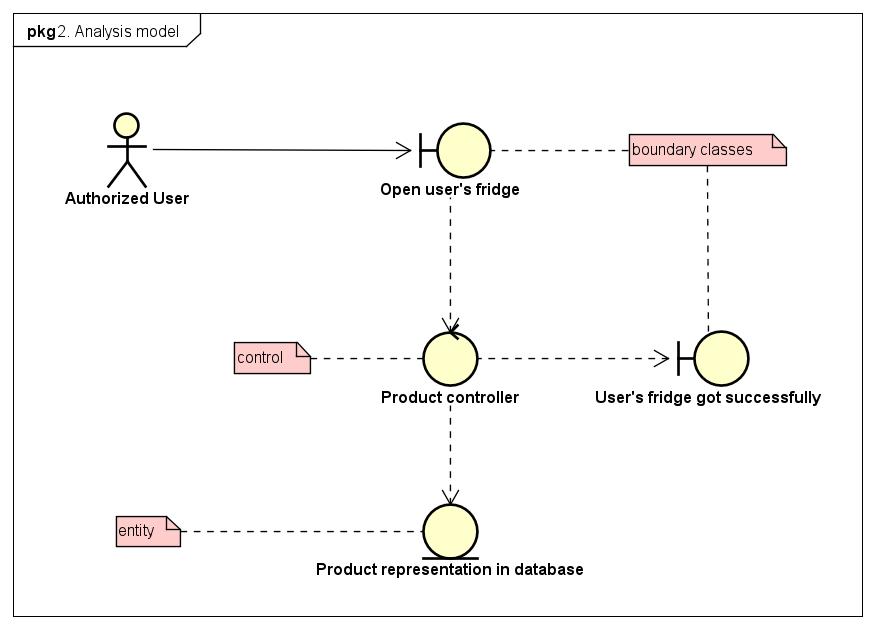 pkg 2. Analysis model
boundary classes
Open user's fridge
Authorized User
control
Product controller
User's fridge got successfully
entity
Product representation in database